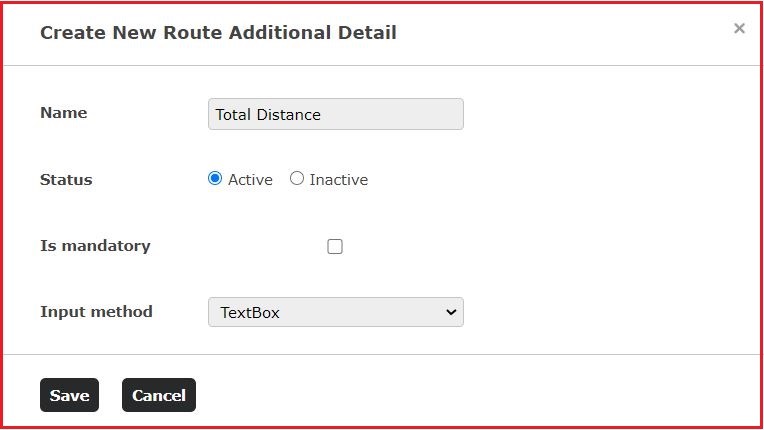 Create New Route Additional Detail ×
Name Total Distance
Status Active Inactive
Is mandatory
Input method TextBox
Save Cancel